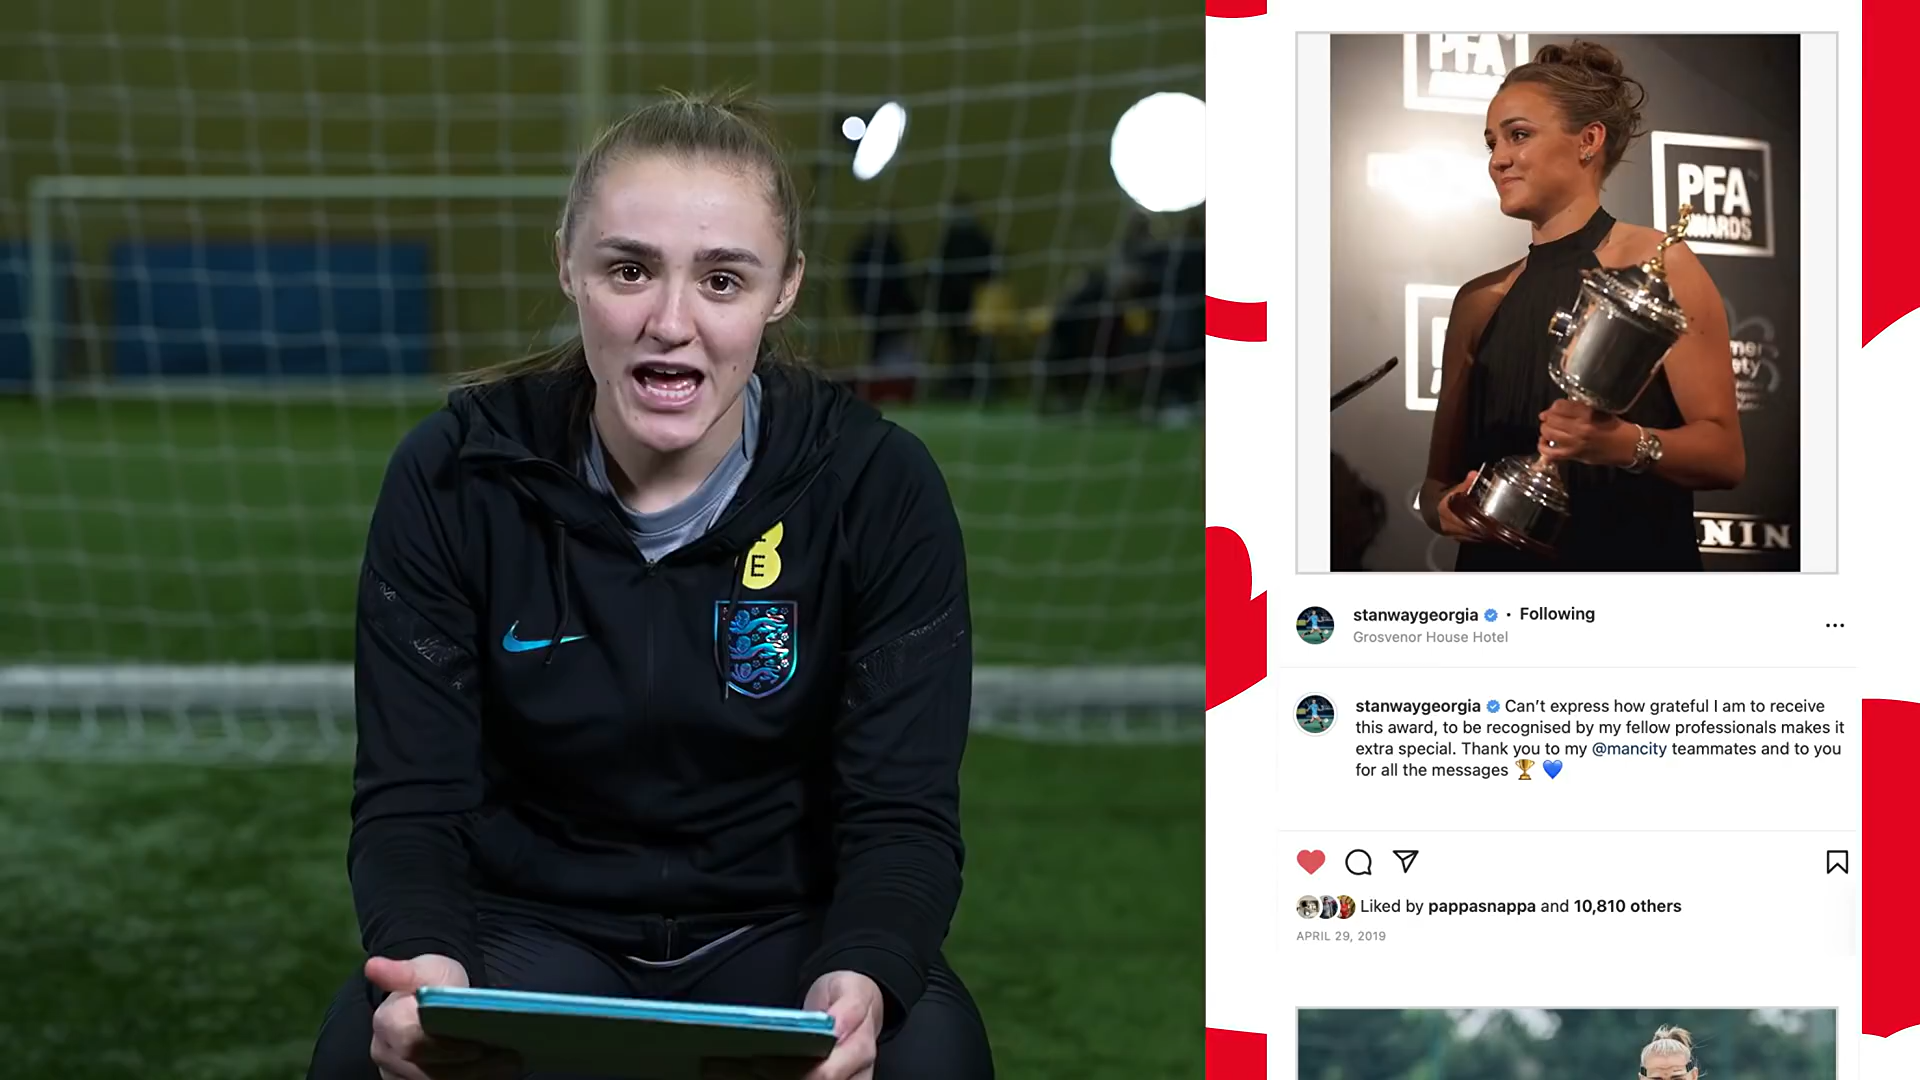 E
PFA
PFA
AWARDS
NIN
stanwaygeorgia • Following
Grosvenor House Hotel
...
stanwaygeorgia Can’t express how grateful I am to receive
this award, to be recognised by my fellow professionals makes it
extra special. Thank you to my @mancity teammates and to you
for all the messages 🏆 💙
Liked by pappasnappa and 10,810 others
APRIL 29, 2019